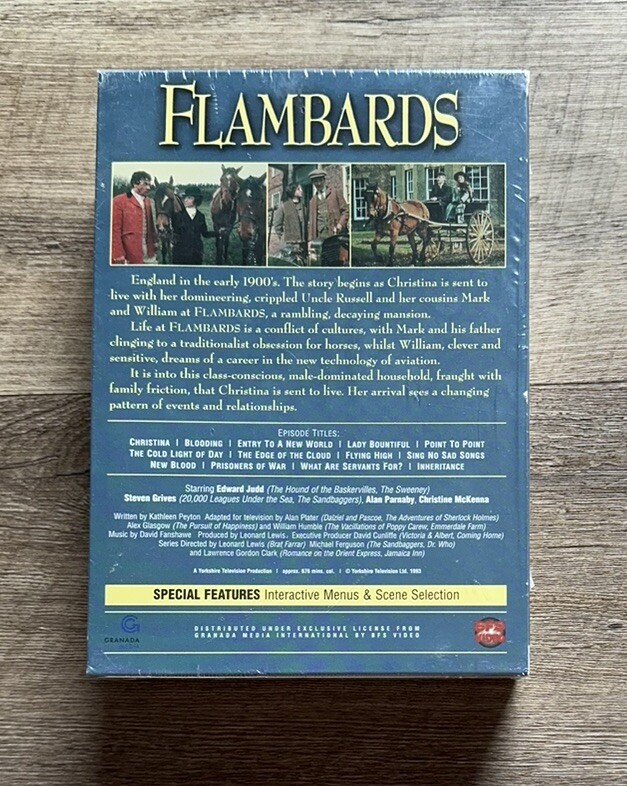 FLAMBARDS
England in the early 1900's. The story begins as Christina is sent to
live with her domineering, crippled Uncle Russell and her cousins Mark
and William at FLAMBARDS, a rambling, decaying mansion.
Life at FLAMBARDS is a conflict of cultures, with Mark and his father
clinging to a traditionalist obsession for horses, whilst William, clever and
sensitive, dreams of a career in the new technology of aviation.
It is into this class-conscious, male-dominated household, fraught with
family friction, that Christina is sent to live. Her arrival sees a changing
pattern of events and relationships.
EPISODE TITLES:
CHRISTINA | BLOODING | ENTRY TO A NEW WORLD | LADY BOUNTIFUL | POINT TO POINT
THE COLD LIGHT OF DAY | THE EDGE OF THE CLOUD | FLYING HIGH | SING NO SAD SONGS
NEW BLOOD | PRISONERS OF WAR | WHAT ARE SERVANTS FOR? | INHERITANCE
Starring Edward Judd (The Hound of the Baskervilles, The Sweeney)
Steven Grives (20,000 Leagues Under the Sea, The Sandbaggers), Alan Parnaby, Christine McKenna
Written by Kathleen Peyton Adapted for television by Alan Plater (Dalziel and Pascoe, The Adventures of Sherlock Holmes)
Alex Glasgow (The Pursuit of Happiness) and William Humble (The Vacillations of Poppy Carew, Emmerdale Farm)
Music by David Fanshawe Produced by Leonard Lewis. Executive Producer David Cunliffe (Victoria & Albert, Coming Home)
Series Directed by Leonard Lewis (Brat Farrar) Michael Ferguson (The Sandbaggers, Dr. Who)
and Lawrence Gordon Clark (Romance on the Orient Express, Jamaica Inn)
A Yorkshire Television Production | approx. 676 mins. col. | © Yorkshire Television Ltd. 1993
SPECIAL FEATURES Interactive Menus & Scene Selection
GRANADA
DISTRIBUTED UNDER EXCLUSIVE LICENSE FROM
GRANADA MEDIA INTERNATIONAL BY BFS VIDEO